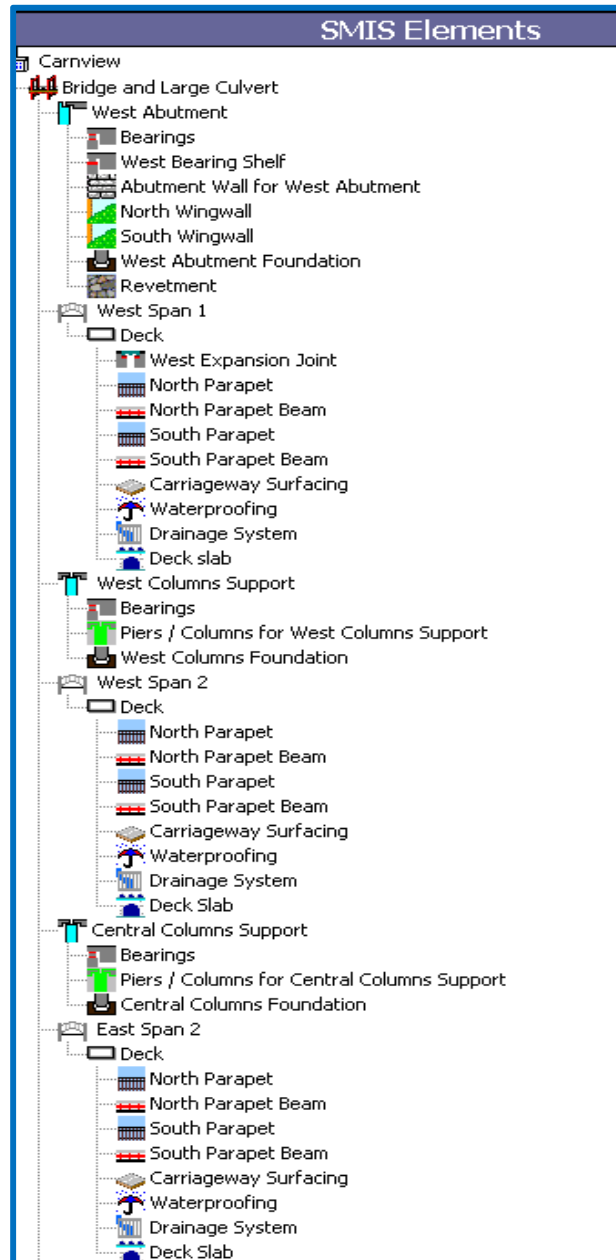 SMIS Elements
Carnview
Bridge and Large Culvert
West Abutment
Bearings
West Bearing Shelf
Abutment Wall for West Abutment
North Wingwall
South Wingwall
West Abutment Foundation
Revetment
West Span 1
Deck
West Expansion Joint
North Parapet
North Parapet Beam
South Parapet
South Parapet Beam
Carriageway Surfacing
Waterproofing
Drainage System
Deck slab
West Columns Support
Bearings
Piers / Columns for West Columns Support
West Columns Foundation
West Span 2
Deck
North Parapet
North Parapet Beam
South Parapet
South Parapet Beam
Carriageway Surfacing
Waterproofing
Drainage System
Deck Slab
Central Columns Support
Bearings
Piers / Columns for Central Columns Support
Central Columns Foundation
East Span 2
Deck
North Parapet
North Parapet Beam
South Parapet
South Parapet Beam
Carriageway Surfacing
Waterproofing
Drainage System
Deck Slab